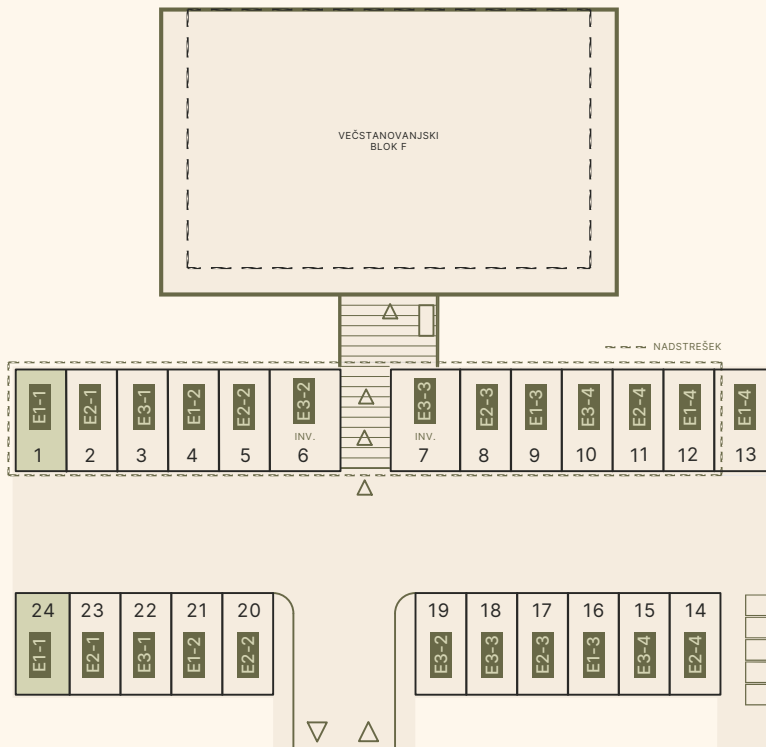 VEČSTANOVANJSKI
BLOK F
NADSTREŠEK
E1-1 E2-1 E3-1 E1-2 E2-2 E3-2 E3-3 E2-3 E1-3 E3-4 E2-4 E1-4 E1-4
INV. INV.
1 2 3 4 5 6 7 8 9 10 11 12 13
24 23 22 21 20 19 18 17 16 15 14
E1-1 E2-1 E3-1 E1-2 E2-2 E3-2 E3-3 E2-3 E1-3 E3-4 E2-4